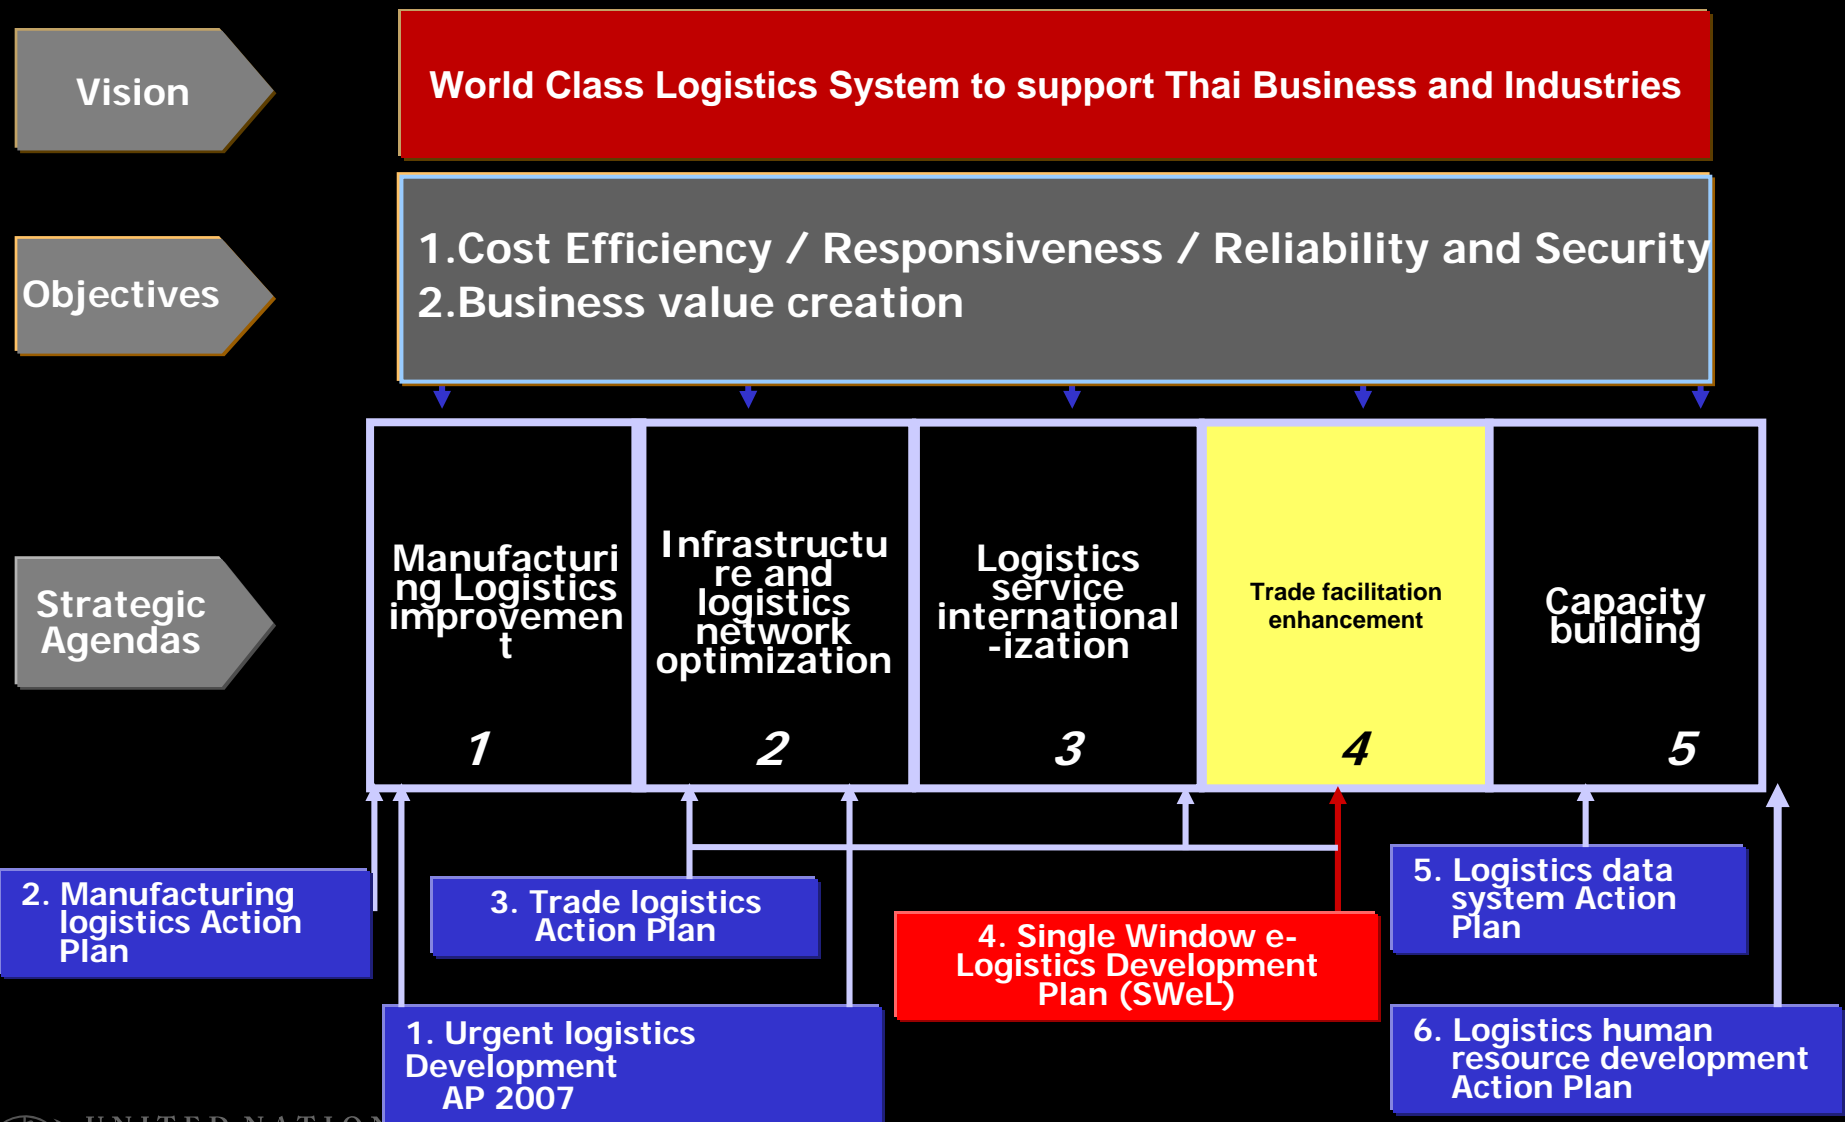 Vision
World Class Logistics System to support Thai Business and Industries
Objectives
1.Cost Efficiency / Responsiveness / Reliability and Security
2.Business value creation
Strategic
Agendas
Manufacturi
ng Logistics
improvemen
t
1
Infrastructu
re and
logistics
network
optimization
2
Logistics
service
international
-ization
3
Trade facilitation
enhancement
4
Capacity
building
5
2. Manufacturing
logistics Action
Plan
3. Trade logistics
Action Plan
4. Single Window e-
Logistics Development
Plan (SWeL)
5. Logistics data
system Action
Plan
1. Urgent logistics
Development
AP 2007
6. Logistics human
resource development
Action Plan
UNITED NATION